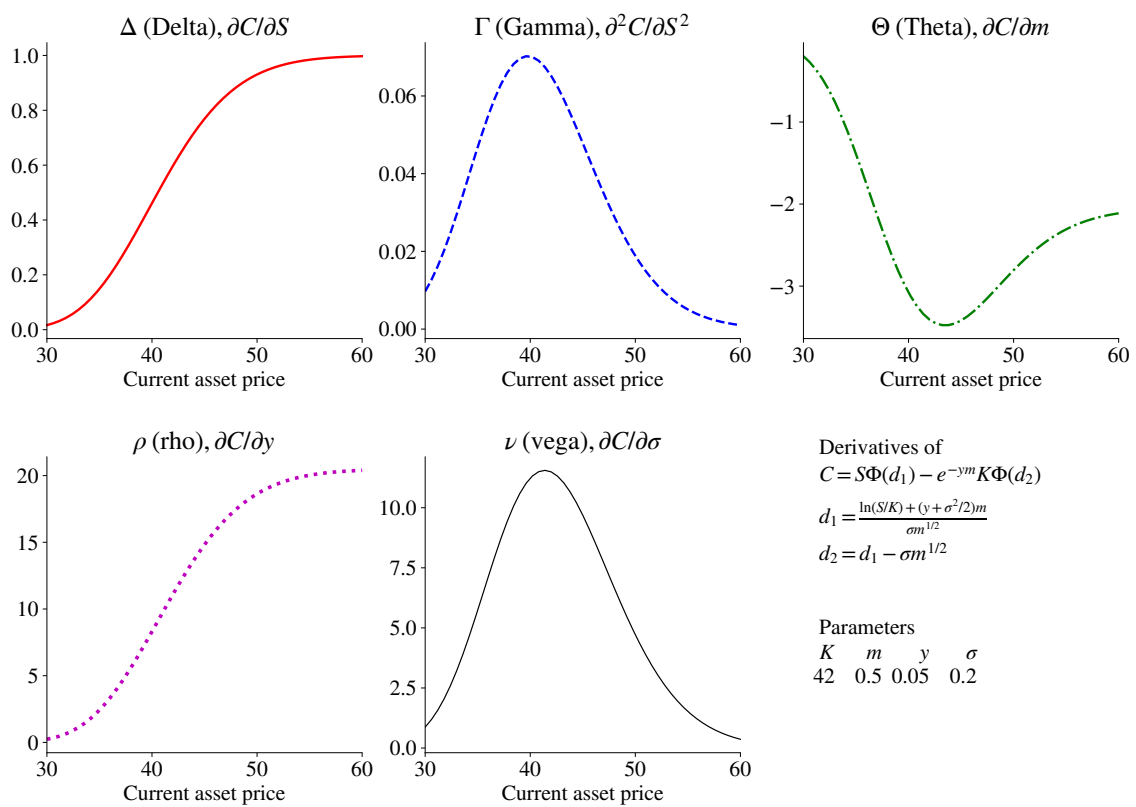 Δ (Delta), ∂C/∂S
1.0
0.8
0.6
0.4
0.2
0.0
30 40 50 60
Current asset price
Γ (Gamma), ∂²C/∂S²
0.06
0.04
0.02
0.00
30 40 50 60
Current asset price
Θ (Theta), ∂C/∂m
−1
−2
−3
30 40 50 60
Current asset price
ρ (rho), ∂C/∂y
20
15
10
5
0
30 40 50 60
Current asset price
ν (vega), ∂C/∂σ
10.0
7.5
5.0
2.5
0.0
30 40 50 60
Current asset price
Derivatives of
C = SΦ(d₁) − e^{−ym}KΦ(d₂)
d₁ = \frac{ln(S/K) + (y + σ²/2)m}{σm^{1/2}}
d₂ = d₁ − σm^{1/2}
Parameters
K m y σ
42 0.5 0.05 0.2